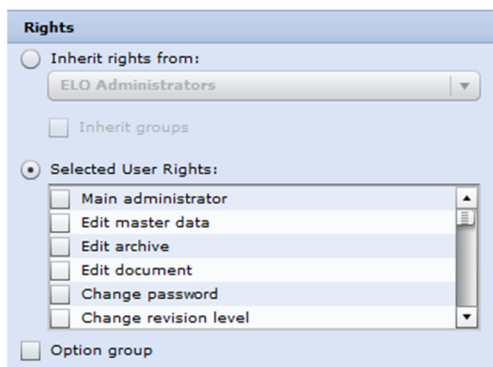 Rights
Inherit rights from:
ELO Administrators
Inherit groups
Selected User Rights:
Main administrator
Edit master data
Edit archive
Edit document
Change password
Change revision level
Option group